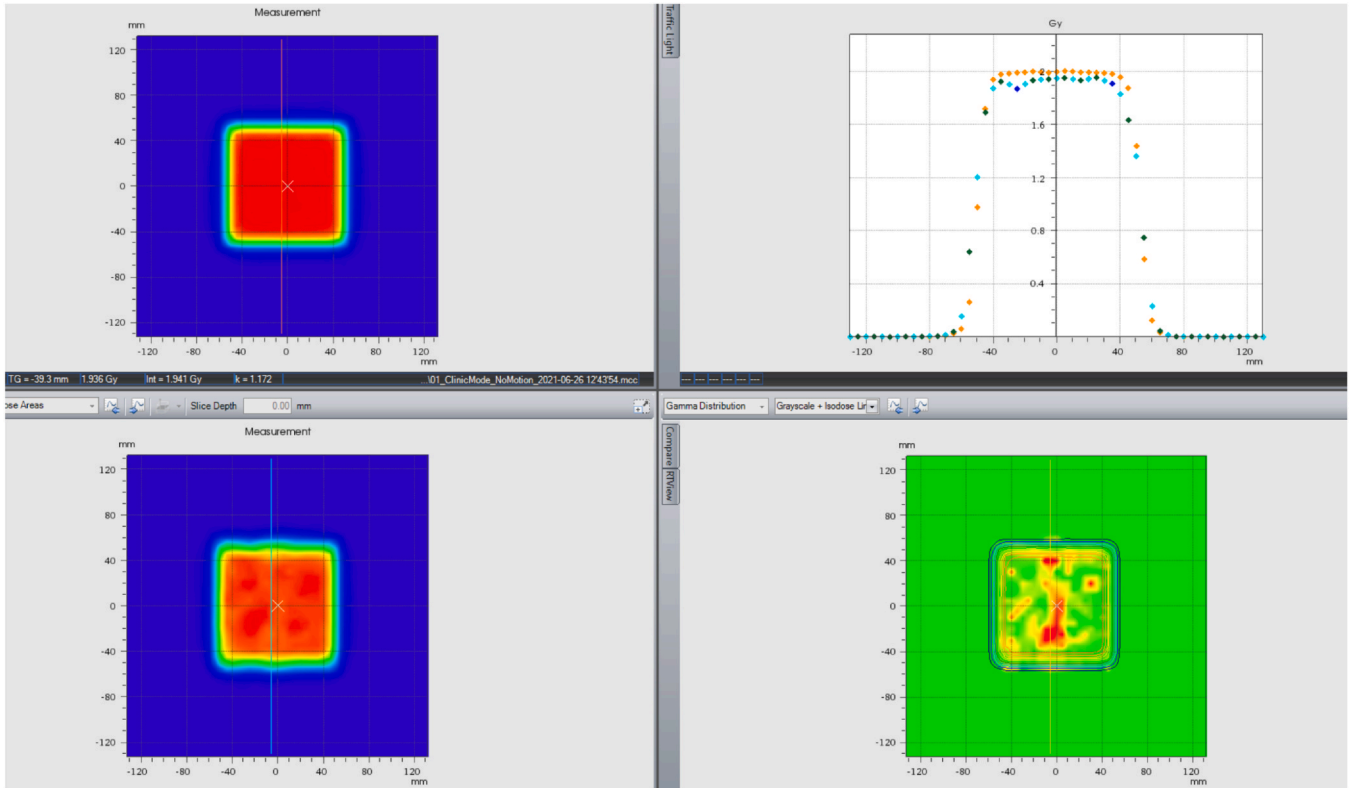 Measurement
mm
120
80
40
0
-40
-80
-120
-120 -80 -40 0 40 80 120
mm
TG = -39.3 mm 1.936 Gy Int = 1.941 Gy k = 1.172 ...\01_ClinicMode_NoMotion_2021-06-26 12'43'54.mcc
Traffic Light
Gy
2
1.6
1.2
0.8
0.4
-120 -80 -40 0 40 80 120
mm
--- --- --- --- --- ---
ose Areas Slice Depth 0.00 mm
Measurement
mm
120
80
40
0
-40
-80
-120
-120 -80 -40 0 40 80 120
mm
Gamma Distribution Grayscale + Isodose Lir
Compare
RTView
mm
120
80
40
0
-40
-80
-120
-120 -80 -40 0 40 80 120
mm